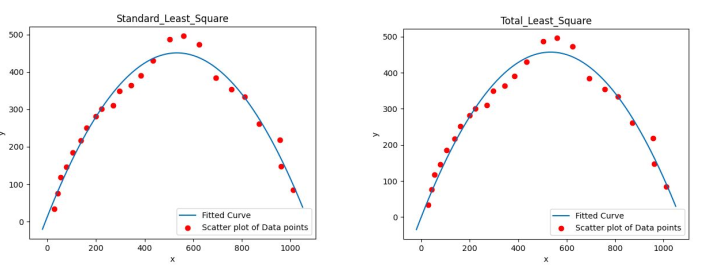 Standard_Least_Square
500
400
300
200
100
0
y
0 200 400 600 800 1000
x
Fitted Curve
Scatter plot of Data points
Total_Least_Square
500
400
300
200
100
0
y
0 200 400 600 800 1000
x
Fitted Curve
Scatter plot of Data points